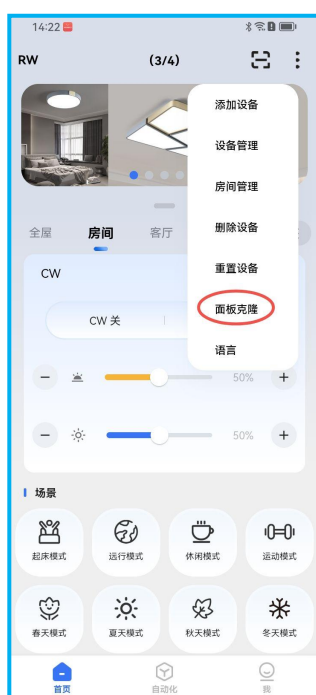 14:22
RW (3/4)
添加设备
设备管理
房间管理
删除设备
重置设备
面板克隆
语言
全屋 房间 客厅
CW
CW 关
50%
50%
场景
起床模式 远行模式 休闲模式 运动模式
春天模式 夏天模式 秋天模式 冬天模式
首页 自动化 我